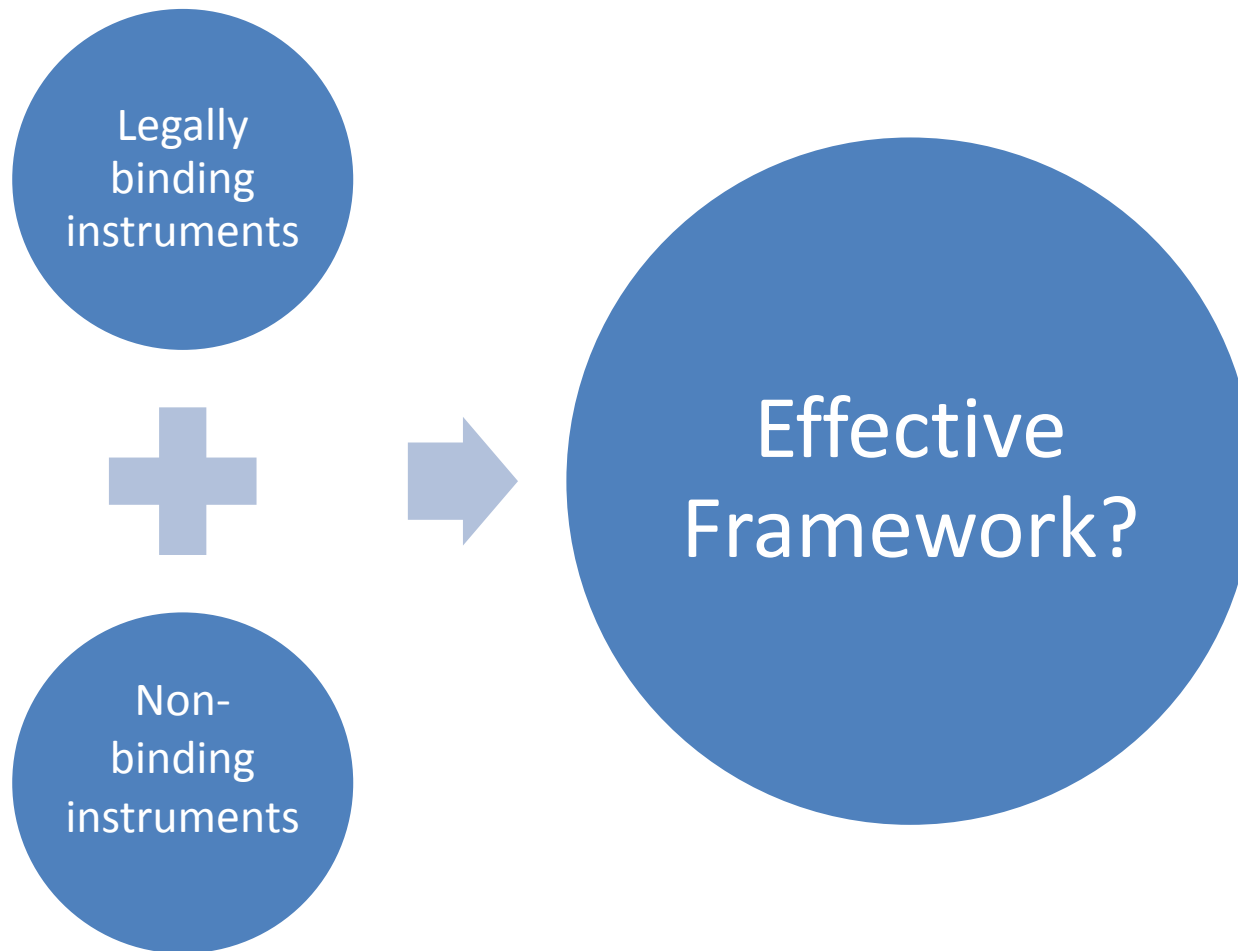 Legally
binding
instruments
Non-
binding
instruments
Effective
Framework?